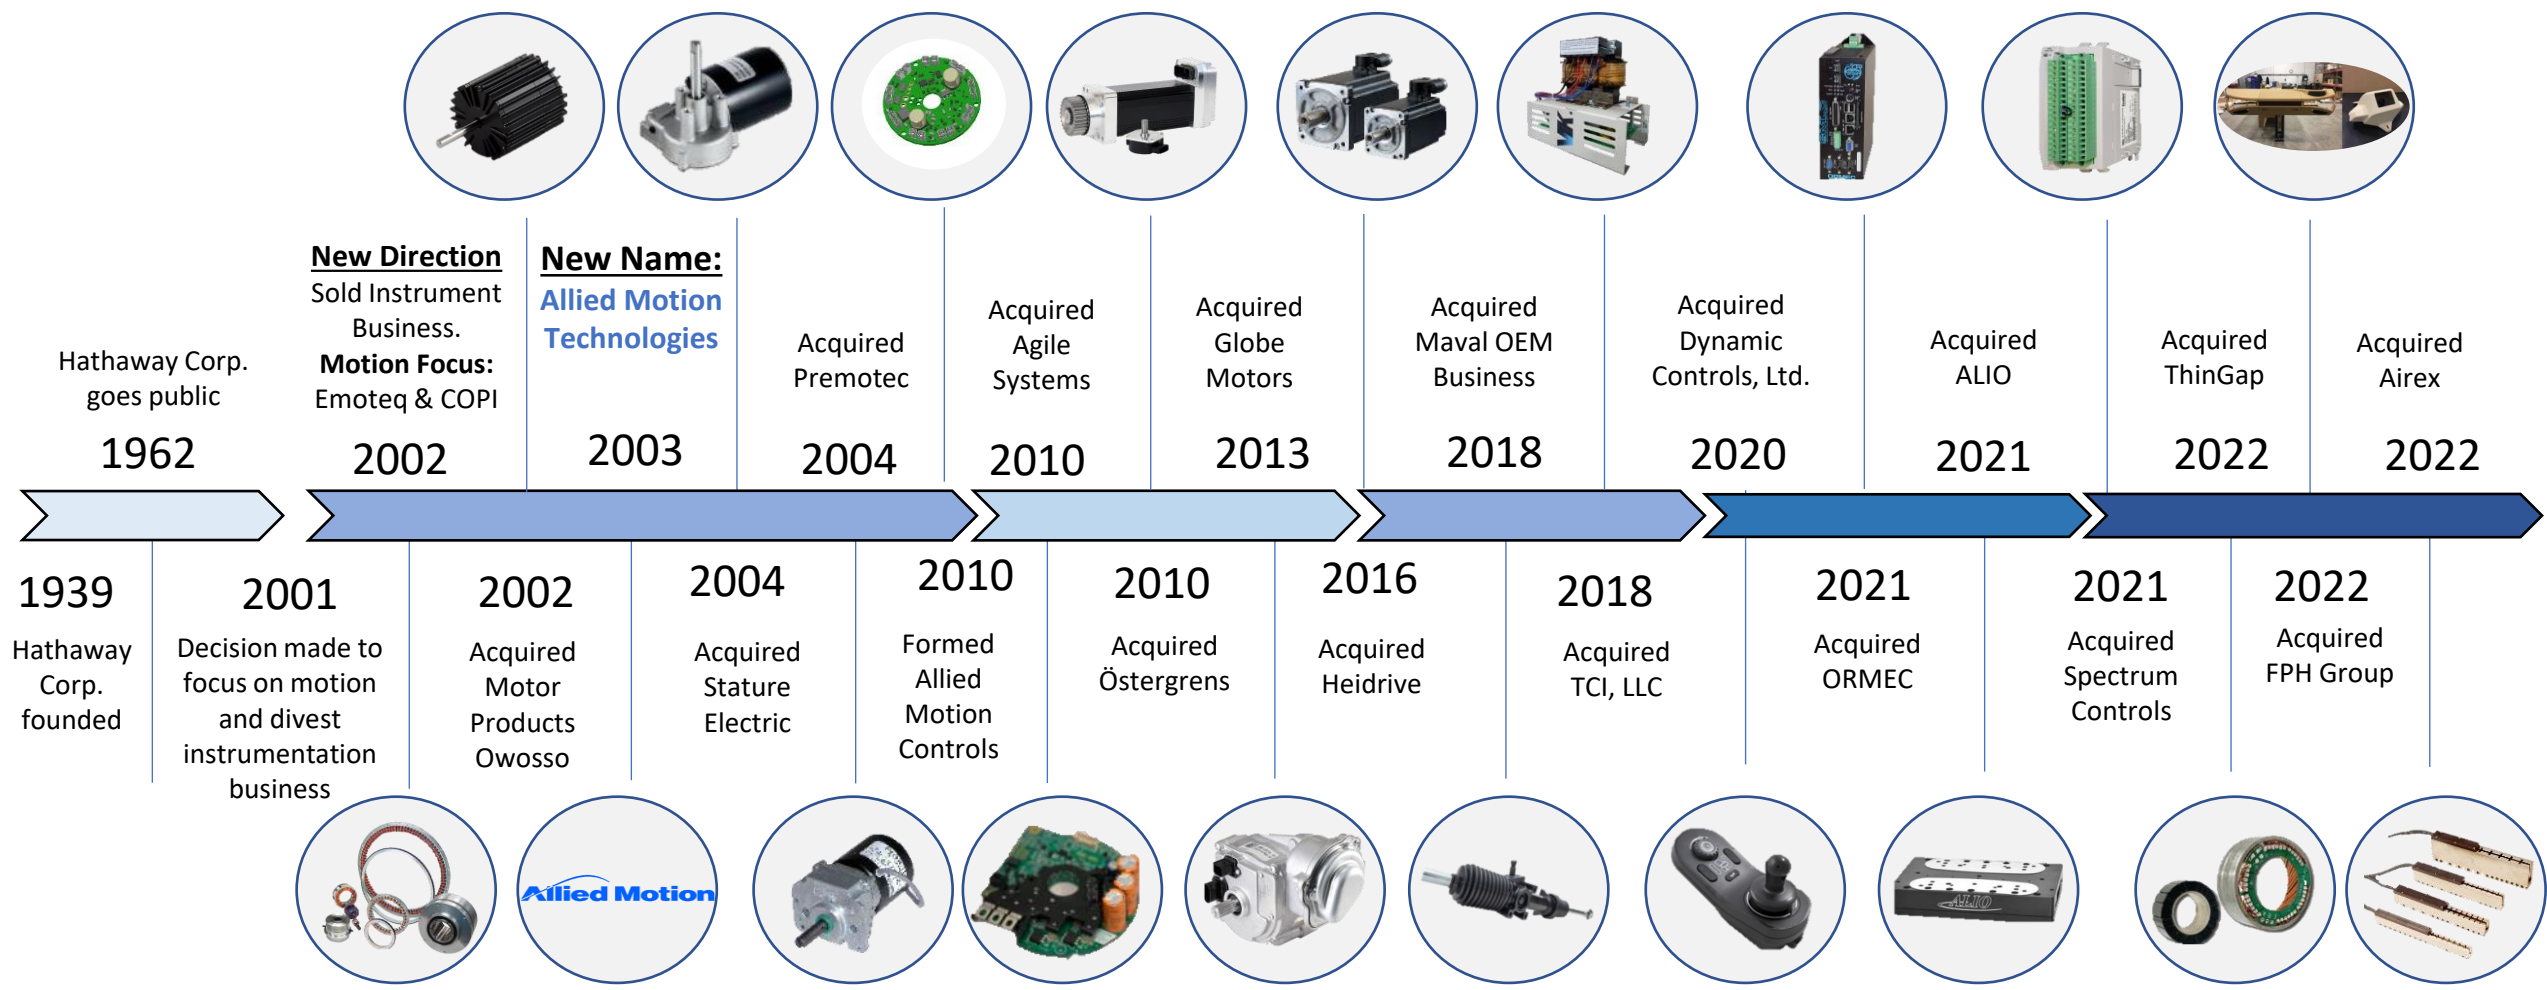 New Direction
Sold Instrument
Business.
Motion Focus:
Emoteq & COPI
2002
New Name:
Allied Motion
Technologies
2003
Hathaway Corp.
goes public
1962
Acquired
Premotec
2004
Acquired
Agile
Systems
2010
Acquired
Globe
Motors
2013
Acquired
Maval OEM
Business
2018
Acquired
Dynamic
Controls, Ltd.
2020
Acquired
ALIO
2021
Acquired
ThinGap
2022
Acquired
Airex
2022
1939
Hathaway
Corp.
founded
2001
Decision made to
focus on motion
and divest
instrumentation
business
2002
Acquired
Motor
Products
Owosso
2004
Acquired
Stature
Electric
2010
Formed
Allied
Motion
Controls
2010
Acquired
Östergrens
2016
Acquired
Heidrive
2018
Acquired
TCI, LLC
2021
Acquired
ORMEC
2021
Acquired
Spectrum
Controls
2022
Acquired
FPH Group
Allied Motion
ALIO